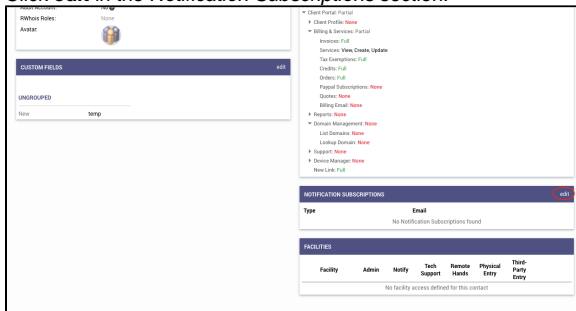 Click edit in the Notification Subscriptions section.
Audit Account: No
RWhois Roles: None
Avatar:
CUSTOM FIELDS edit
UNGROUPED
New temp
Client Portal: Partial
Client Profile: None
Billing & Services: Partial
Invoices: Full
Services: View, Create, Update
Tax Exemptions: Full
Credits: Full
Orders: Full
Paypal Subscriptions: None
Quotes: None
Billing Email: None
Reports: None
Domain Management: None
List Domains: None
Lookup Domain: None
Support: None
Device Manager: None
New Link: Full
NOTIFICATION SUBSCRIPTIONS edit
Type Email
No Notification Subscriptions found
FACILITIES
Facility Admin Notify Tech Support Remote Hands Physical Entry Third-Party Entry
No facility access defined for this contact